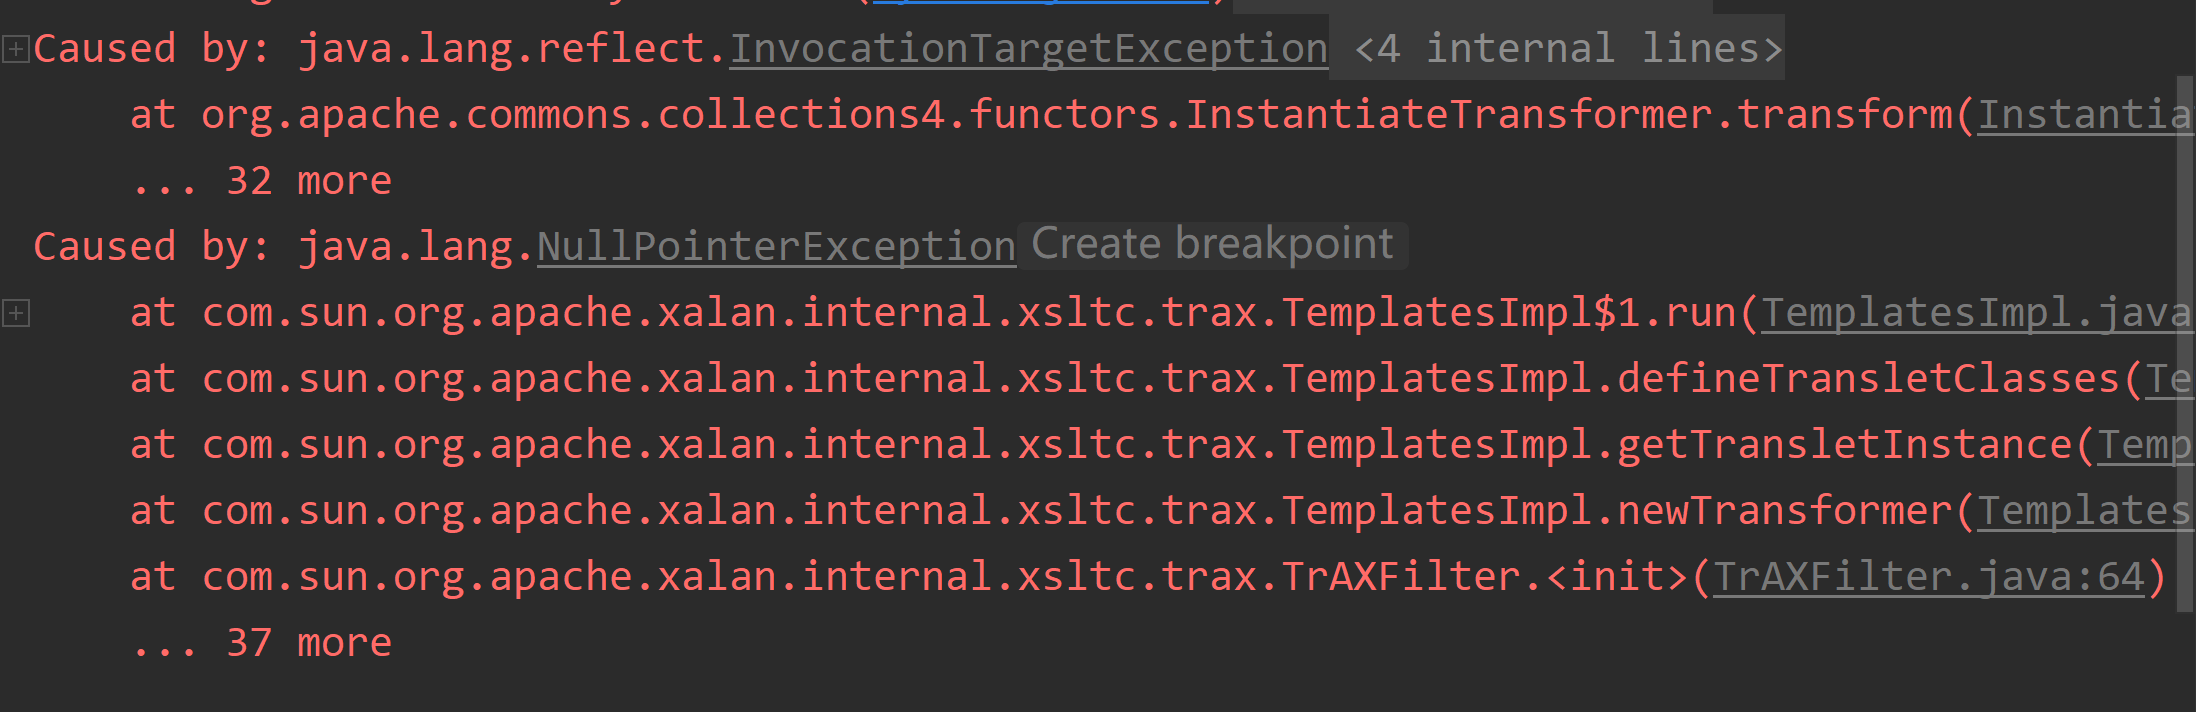 Caused by: java.lang.reflect.InvocationTargetException <4 internal lines>
at org.apache.commons.collections4.functors.InstantiateTransformer.transform(Instantia
... 32 more
Caused by: java.lang.NullPointerException Create breakpoint
at com.sun.org.apache.xalan.internal.xsltc.trax.TemplatesImpl$1.run(TemplatesImpl.java
at com.sun.org.apache.xalan.internal.xsltc.trax.TemplatesImpl.defineTransletClasses(Te
at com.sun.org.apache.xalan.internal.xsltc.trax.TemplatesImpl.getTransletInstance(Temp
at com.sun.org.apache.xalan.internal.xsltc.trax.TemplatesImpl.newTransformer(Templates
at com.sun.org.apache.xalan.internal.xsltc.trax.TrAXFilter.<init>(TrAXFilter.java:64)
... 37 more